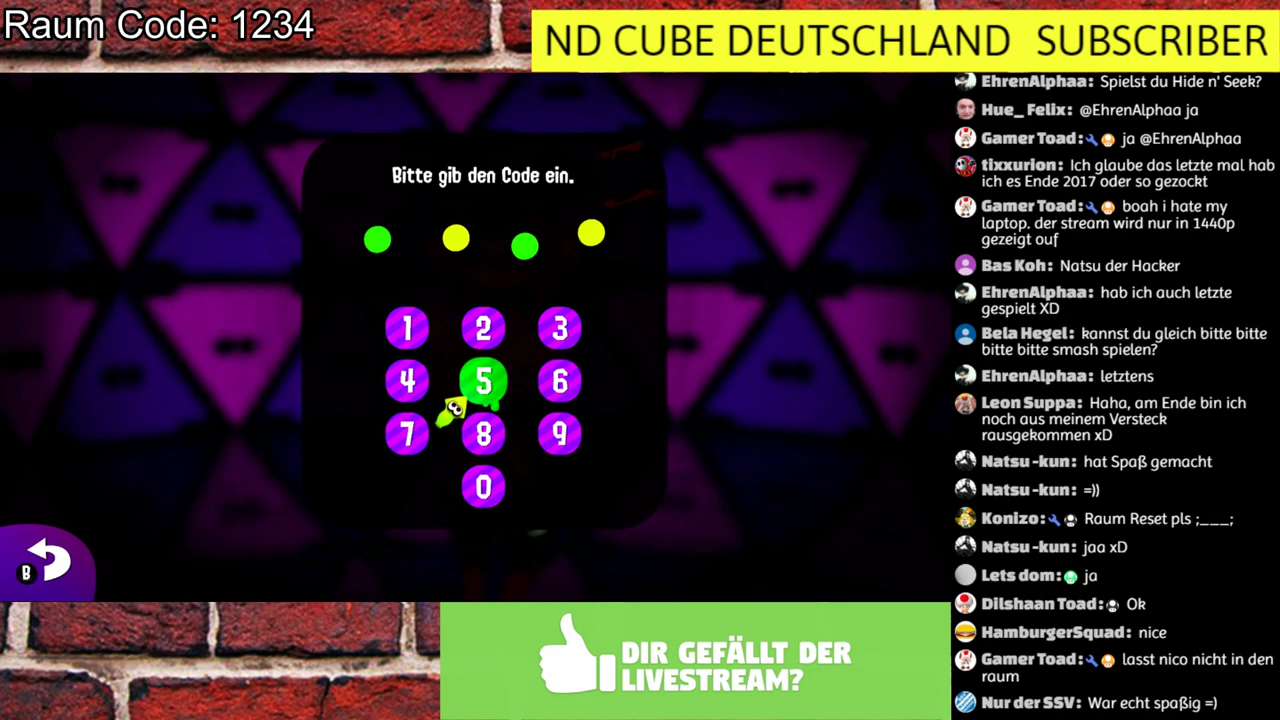 Raum Code: 1234
ND CUBE DEUTSCHLAND SUBSCRIBER
Bitte gib den Code ein.
1 2 3
4 5 6
7 8 9
0
B
DIR GEFÄLLT DER
LIVESTREAM?
EhrenAlphaa: Spielst du Hide n' Seek?
Hue_Felix: @EhrenAlphaa ja
Gamer Toad: ja @EhrenAlphaa
tixxurion: Ich glaube das letzte mal hab
ich es Ende 2017 oder so gezockt
Gamer Toad: boah i hate my
laptop. der stream wird nur in 1440p
gezeigt ouf
Bas Koh: Natsu der Hacker
EhrenAlphaa: hab ich auch letzte
gespielt XD
Bela Hegel: kannst du gleich bitte bitte
bitte bitte smash spielen?
EhrenAlphaa: letztens
Leon Suppa: Haha, am Ende bin ich
noch aus meinem Versteck
rausgekommen xD
Natsu -kun: hat Spaß gemacht
Natsu -kun: =))
Konizo: Raum Reset pls ;___;
Natsu -kun: jaa xD
Lets dom: ja
Dilshaan Toad: Ok
HamburgerSquad: nice
Gamer Toad: lasst nico nicht in den
raum
Nur der SSV: War echt spaßig =)